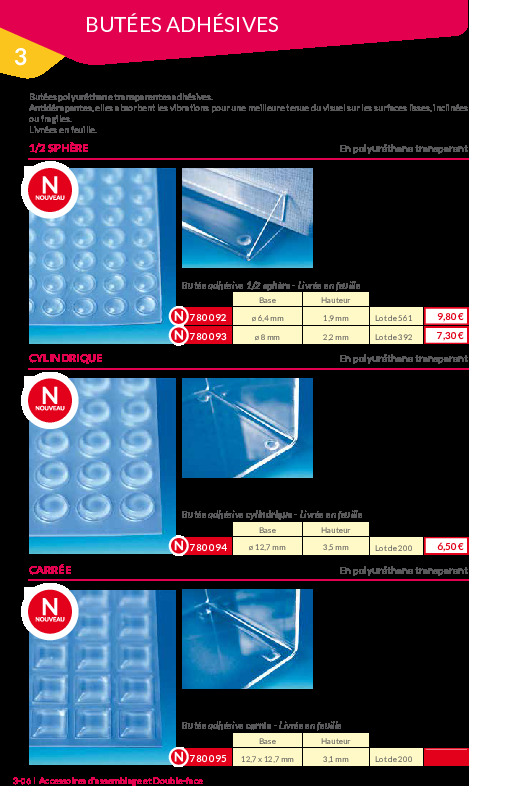 BUTÉES ADHÉSIVES
3
Butées polyuréthane transparentes adhésives.
Antidérapantes, elles absorbent les vibrations pour une meilleure tenue du visuel sur les surfaces lisses, inclinées
ou fragiles.
Livrées en feuille.
1/2 SPHÈRE En polyuréthane transparent
N
NOUVEAU
Butée adhésive 1/2 sphère - Livrée en feuille
Base Hauteur
N 780092 ø 6,4 mm 1,9 mm Lot de 561 9,80 €
N 780093 ø 8 mm 2,2 mm Lot de 392 7,30 €
CYLINDRIQUE En polyuréthane transparent
N
NOUVEAU
Butée adhésive cylindrique - Livrée en feuille
Base Hauteur
N 780094 ø 12,7 mm 3,5 mm Lot de 200 6,50 €
CARRÉE En polyuréthane transparent
N
NOUVEAU
Butée adhésive carrée - Livrée en feuille
Base Hauteur
N 780095 12,7 x 12,7 mm 3,1 mm Lot de 200
3-06 I Accessoires d'assemblage et Double-face